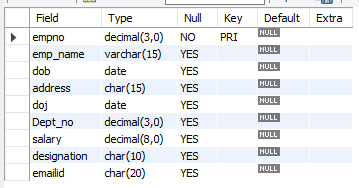 Field Type Null Key Default Extra
empno decimal(3,0) NO PRI NULL
emp_name varchar(15) YES NULL
dob date YES NULL
address char(15) YES NULL
doj date YES NULL
Dept_no decimal(3,0) YES NULL
salary decimal(8,0) YES NULL
designation char(10) YES NULL
emailid char(20) YES NULL